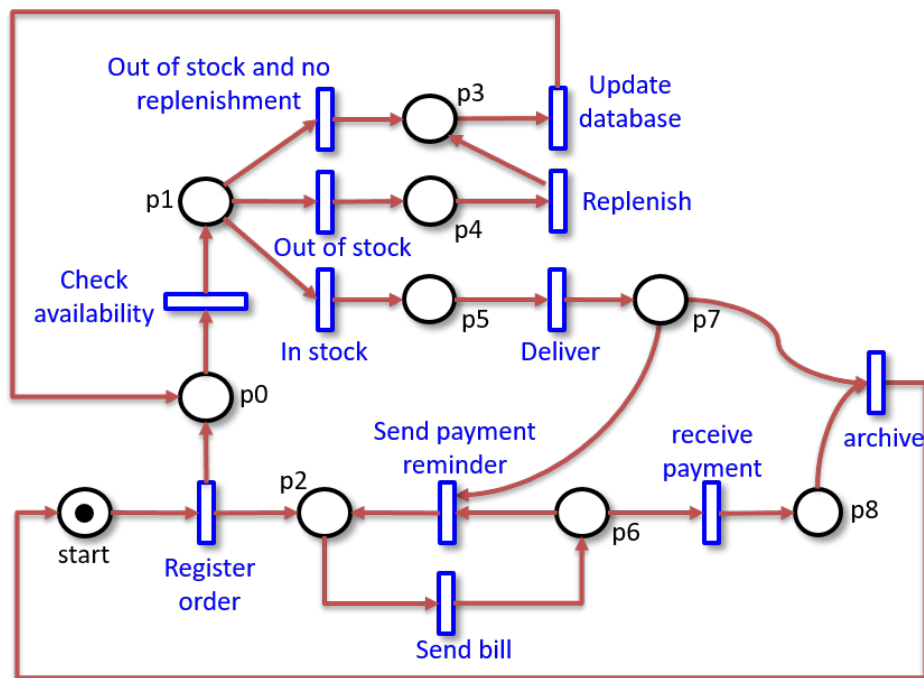 Out of stock and no
replenishment
p3
Update
database
p1
p4
Replenish
Out of stock
Check
availability
p5
p7
In stock
Deliver
p0
Send payment
reminder
receive
payment
archive
p2
p6
p8
start
Register
order
Send bill